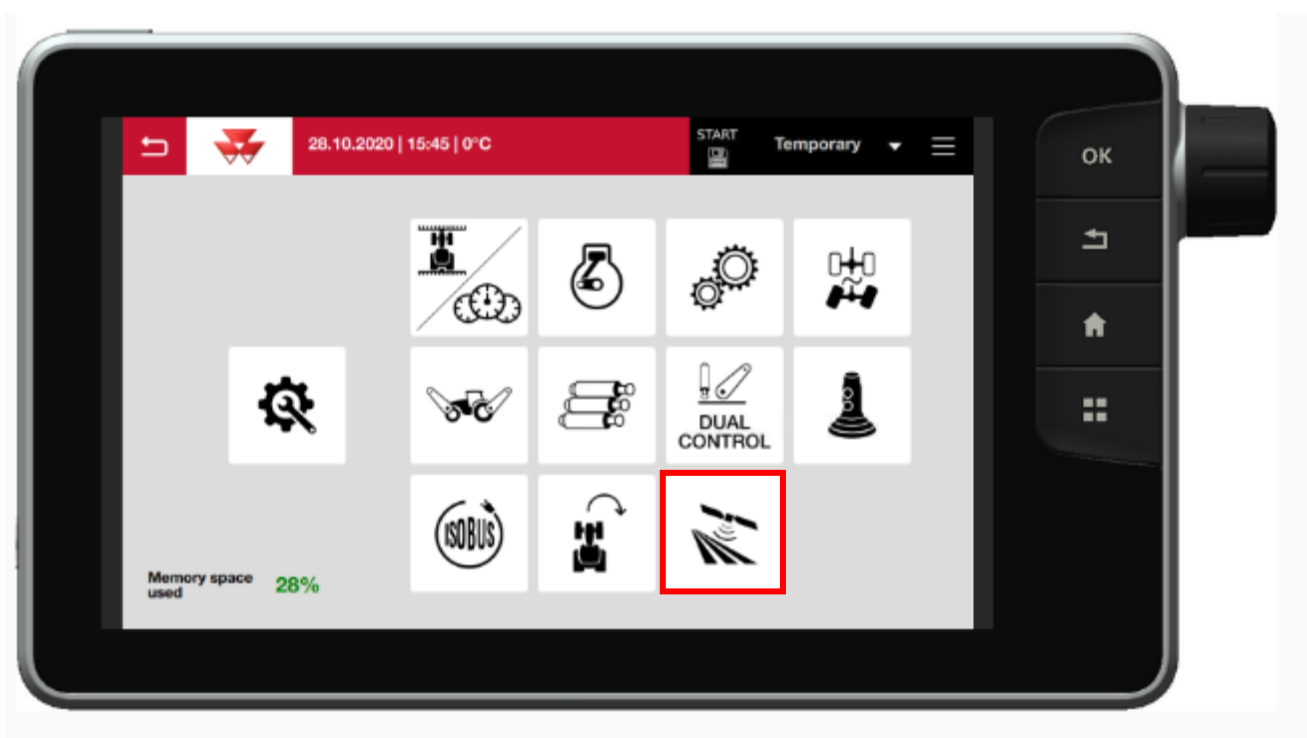 28.10.2020 | 15:45 | 0°C
START
Temporary
OK
DUAL
CONTROL
ISOBUS
Memory space
used
28%